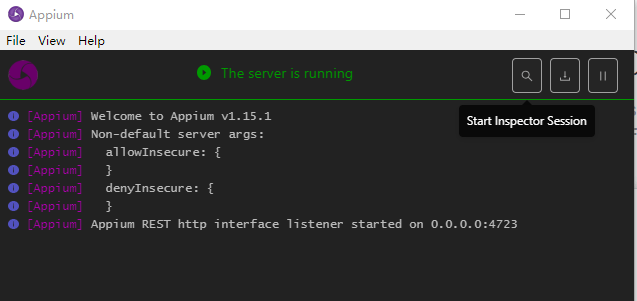 Appium
File View Help
The server is running
Start Inspector Session
[Appium] Welcome to Appium v1.15.1
[Appium] Non-default server args:
[Appium]   allowInsecure: {
[Appium]   }
[Appium]   denyInsecure: {
[Appium]   }
[Appium] Appium REST http interface listener started on 0.0.0.0:4723